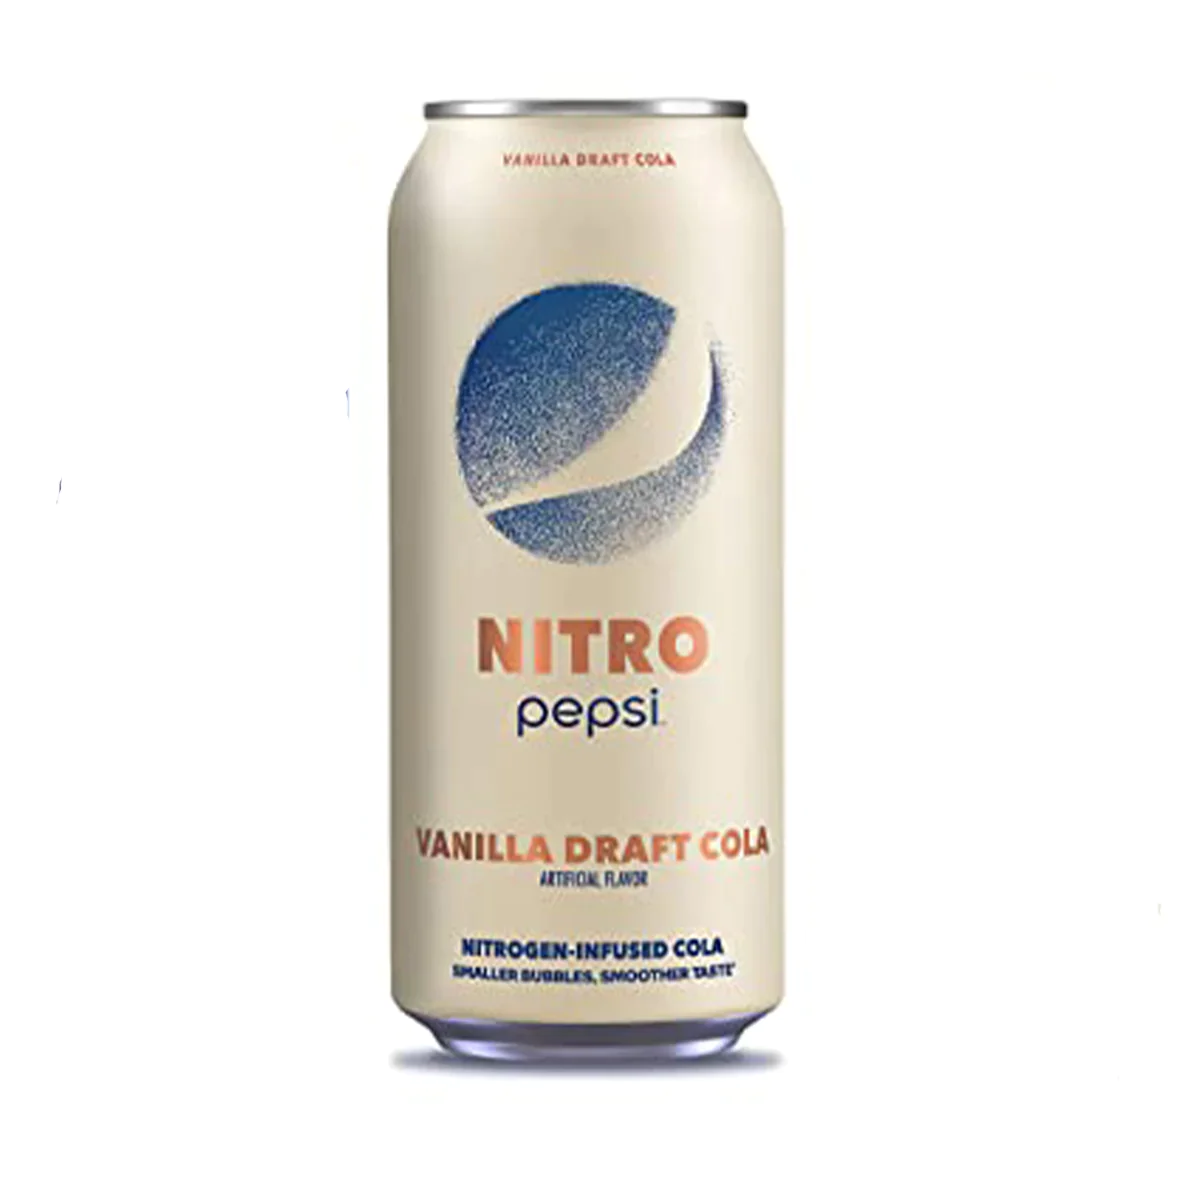 VANILLA DRAFT COLA
NITRO
pepsi
VANILLA DRAFT COLA
ARTIFICIAL FLAVOR
NITROGEN-INFUSED COLA
SMALLER BUBBLES, SMOOTHER TASTE*